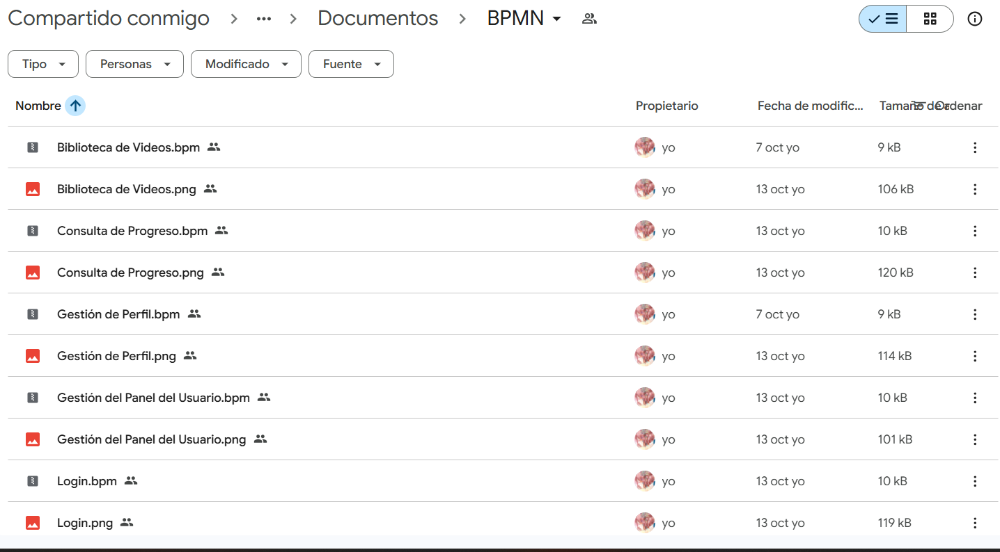 Compartido conmigo > ... > Documentos > BPMN
Tipo Personas Modificado Fuente
Nombre Propietario Fecha de modific... Tamaño de Ordenar
Biblioteca de Videos.bpm yo 7 oct yo 9 kB
Biblioteca de Videos.png yo 13 oct yo 106 kB
Consulta de Progreso.bpm yo 13 oct yo 10 kB
Consulta de Progreso.png yo 13 oct yo 120 kB
Gestión de Perfil.bpm yo 7 oct yo 9 kB
Gestión de Perfil.png yo 13 oct yo 114 kB
Gestión del Panel del Usuario.bpm yo 13 oct yo 10 kB
Gestión del Panel del Usuario.png yo 13 oct yo 101 kB
Login.bpm yo 13 oct yo 10 kB
Login.png yo 13 oct yo 119 kB